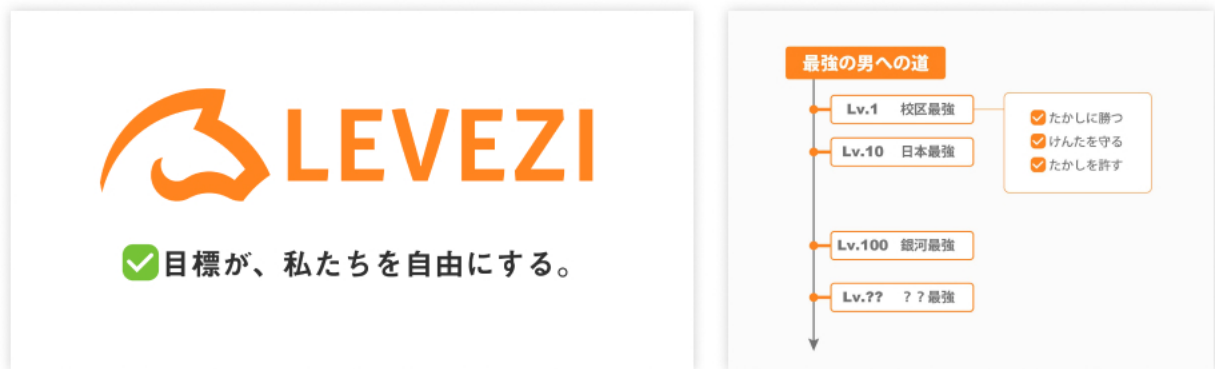 LEVEZI
目標が、私たちを自由にする。
最強の男への道
Lv.1 校区最強
たかしに勝つ
けんたを守る
たかしを許す
Lv.10 日本最強
Lv.100 銀河最強
Lv.?? ??最強